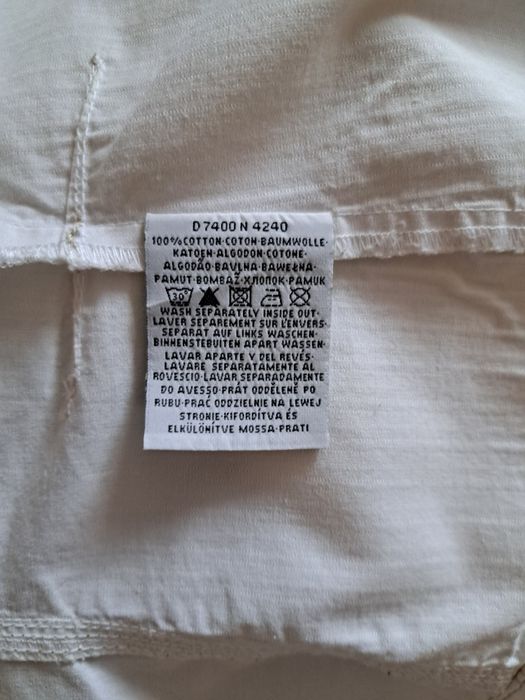 D7400 N 4240
100%COTTON·COTON·BAUMWOLLE·
KATOEN·ALGODON·COTONE·
ALGODÃO·BAVLNA·BAWEŁNA·
PAMUT·BOMBAŽ·ХЛОПОК·PAMUK
30°
WASH SEPARATELY INSIDE OUT·
LAVER SEPAREMENT SUR L'ENVERS·
SEPARAT AUF LINKS WASCHEN·
BINNENSTEBUITEN APART WASSEN·
LAVAR APARTE Y DEL REVÉS·
LAVARE SEPARATAMENTE AL
ROVESCIO·LAVAR SEPARADAMENTE
DO AVESSO·PRÁT ODDĚLENĚ PO
RUBU·PRAĆ ODDZIELNIE NA LEWEJ
STRONIE·KIFORDÍTVA ÉS
ELKÜLÖNÍTVE MOSSA·PRATI